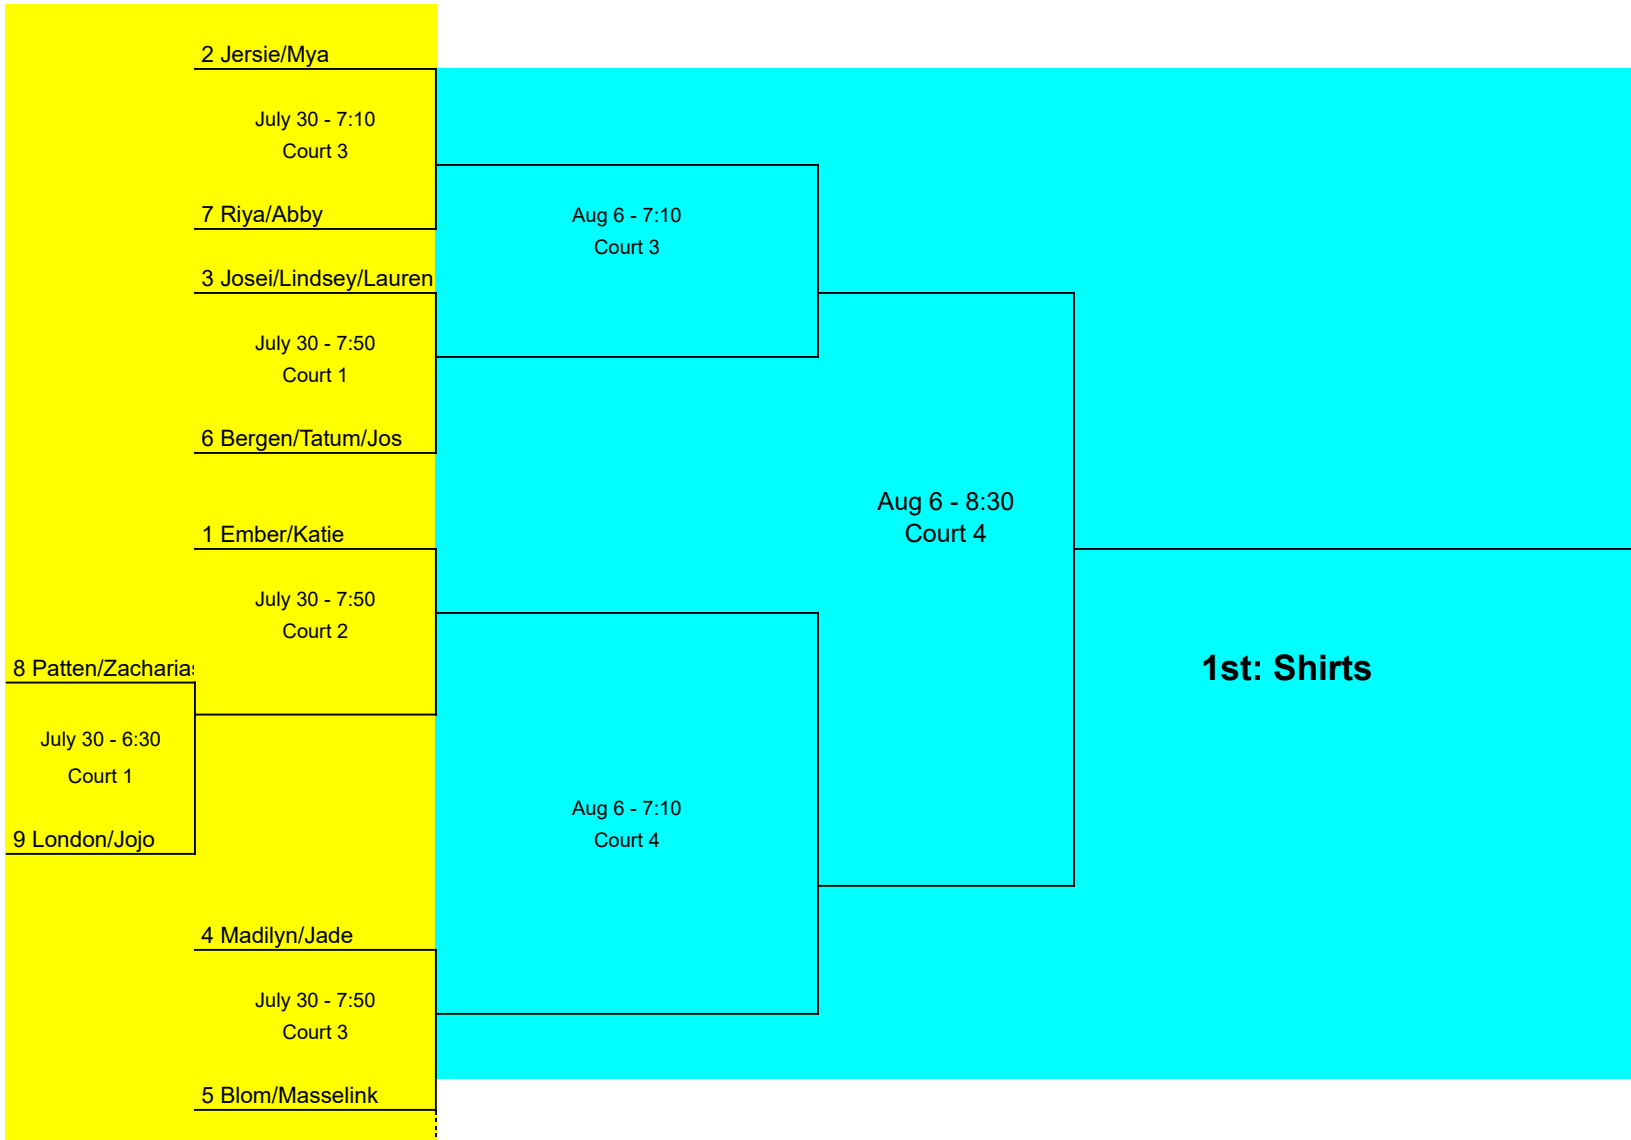 2 Jersie/Mya
July 30 - 7:10
Court 3
7 Riya/Abby
Aug 6 - 7:10
Court 3
3 Josei/Lindsey/Lauren
July 30 - 7:50
Court 1
6 Bergen/Tatum/Jos
Aug 6 - 8:30
Court 4
1 Ember/Katie
July 30 - 7:50
Court 2
8 Patten/Zacharias
1st: Shirts
July 30 - 6:30
Court 1
9 London/Jojo
Aug 6 - 7:10
Court 4
4 Madilyn/Jade
July 30 - 7:50
Court 3
5 Blom/Masselink